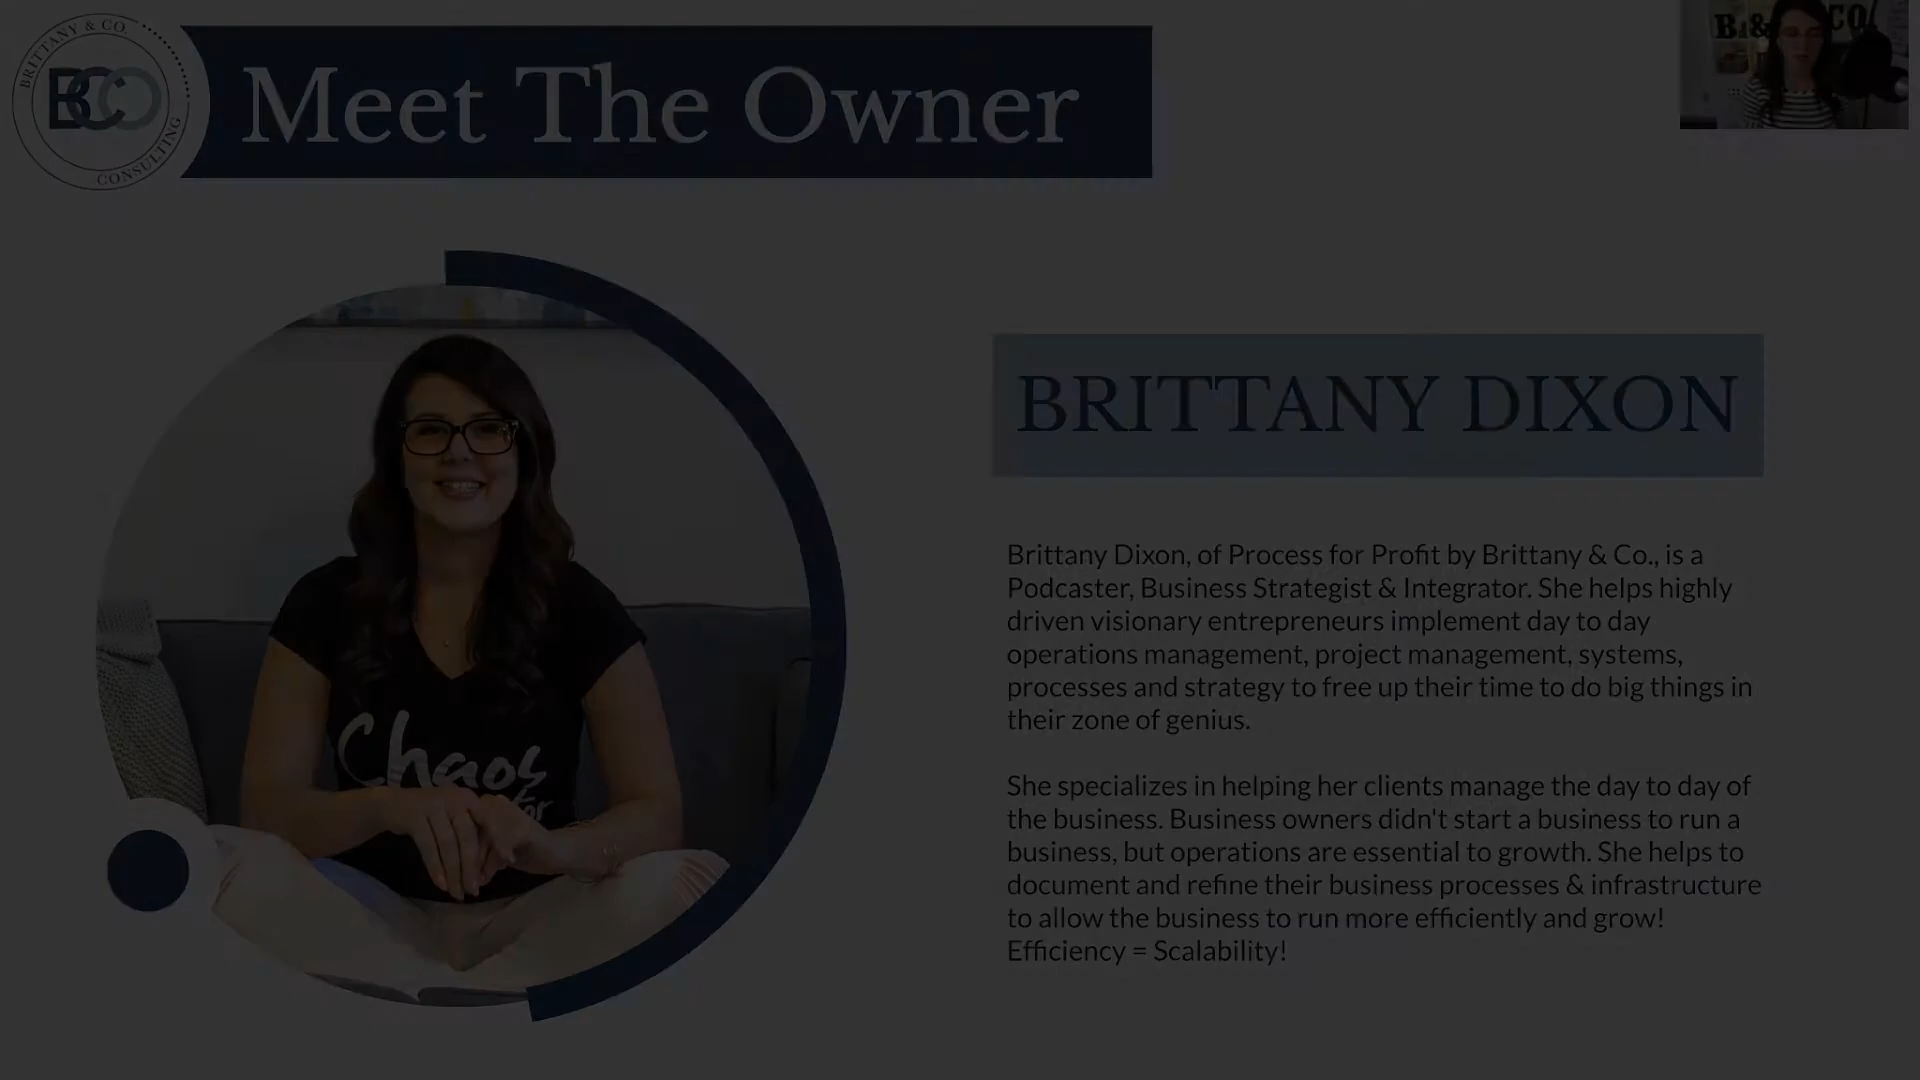 BRITTANY & CO.
BCO
CONSULTING
Meet The Owner
B&CO
BRITTANY DIXON
Brittany Dixon, of Process for Profit by Brittany & Co., is a
Podcaster, Business Strategist & Integrator. She helps highly
driven visionary entrepreneurs implement day to day
operations management, project management, systems,
processes and strategy to free up their time to do big things in
their zone of genius.
She specializes in helping her clients manage the day to day of
the business. Business owners didn't start a business to run a
business, but operations are essential to growth. She helps to
document and refine their business processes & infrastructure
to allow the business to run more efficiently and grow!
Efficiency = Scalability!
Chaos